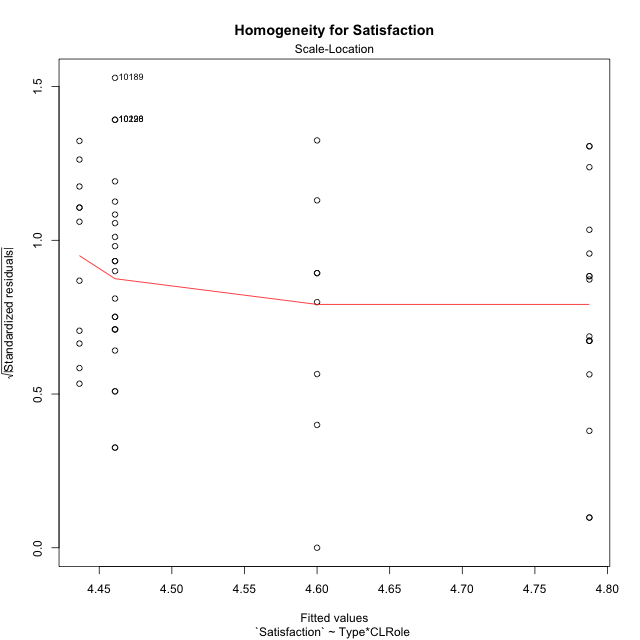 Homogeneity for Satisfaction
Scale-Location
√|Standardized residuals|
1.5
1.0
0.5
0.0
10189
4.45
4.50
4.55
4.60
4.65
4.70
4.75
4.80
Fitted values
`Satisfaction` ~ Type*CLRole